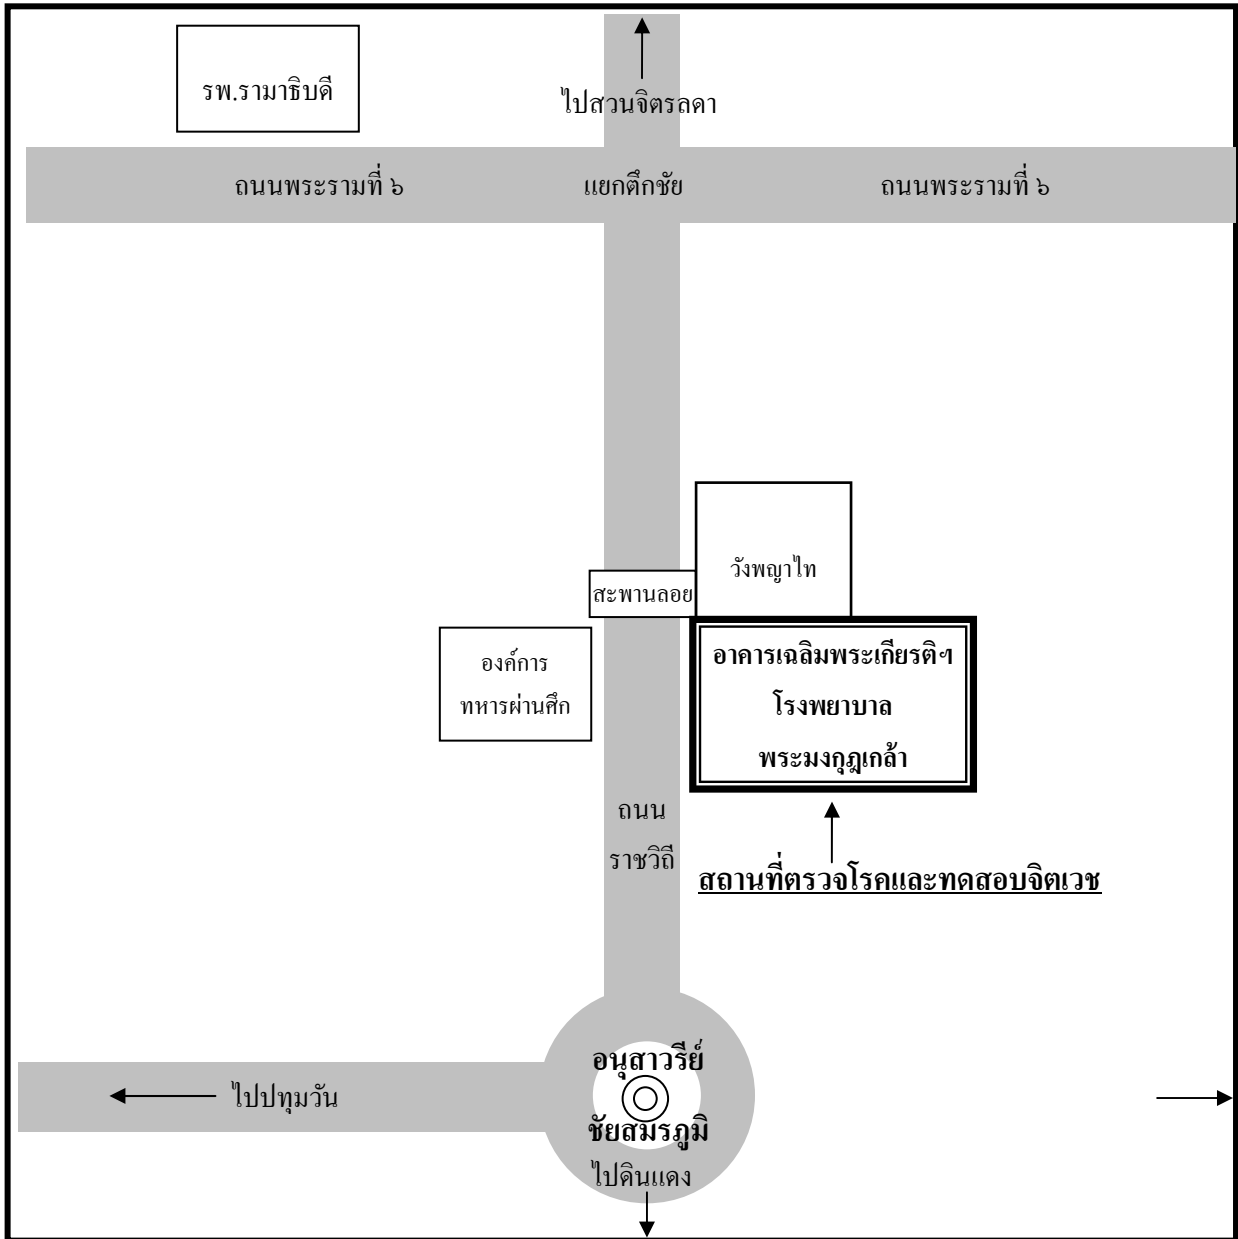 รพ.รามาธิบดี
ไปสวนจิตรลดา
ถนนพระรามที่ ๖
แยกตึกชัย
ถนนพระรามที่ ๖
วังพญาไท
สะพานลอย
องค์การ
ทหารผ่านศึก
อาคารเฉลิมพระเกียรติฯ
โรงพยาบาล
พระมงกุฎเกล้า
ถนน
ราชวิถี
สถานที่ตรวจโรคและทดสอบจิตเวช
อนุสาวรีย์
ชัยสมรภูมิ
ไปปทุมวัน
ไปดินแดง